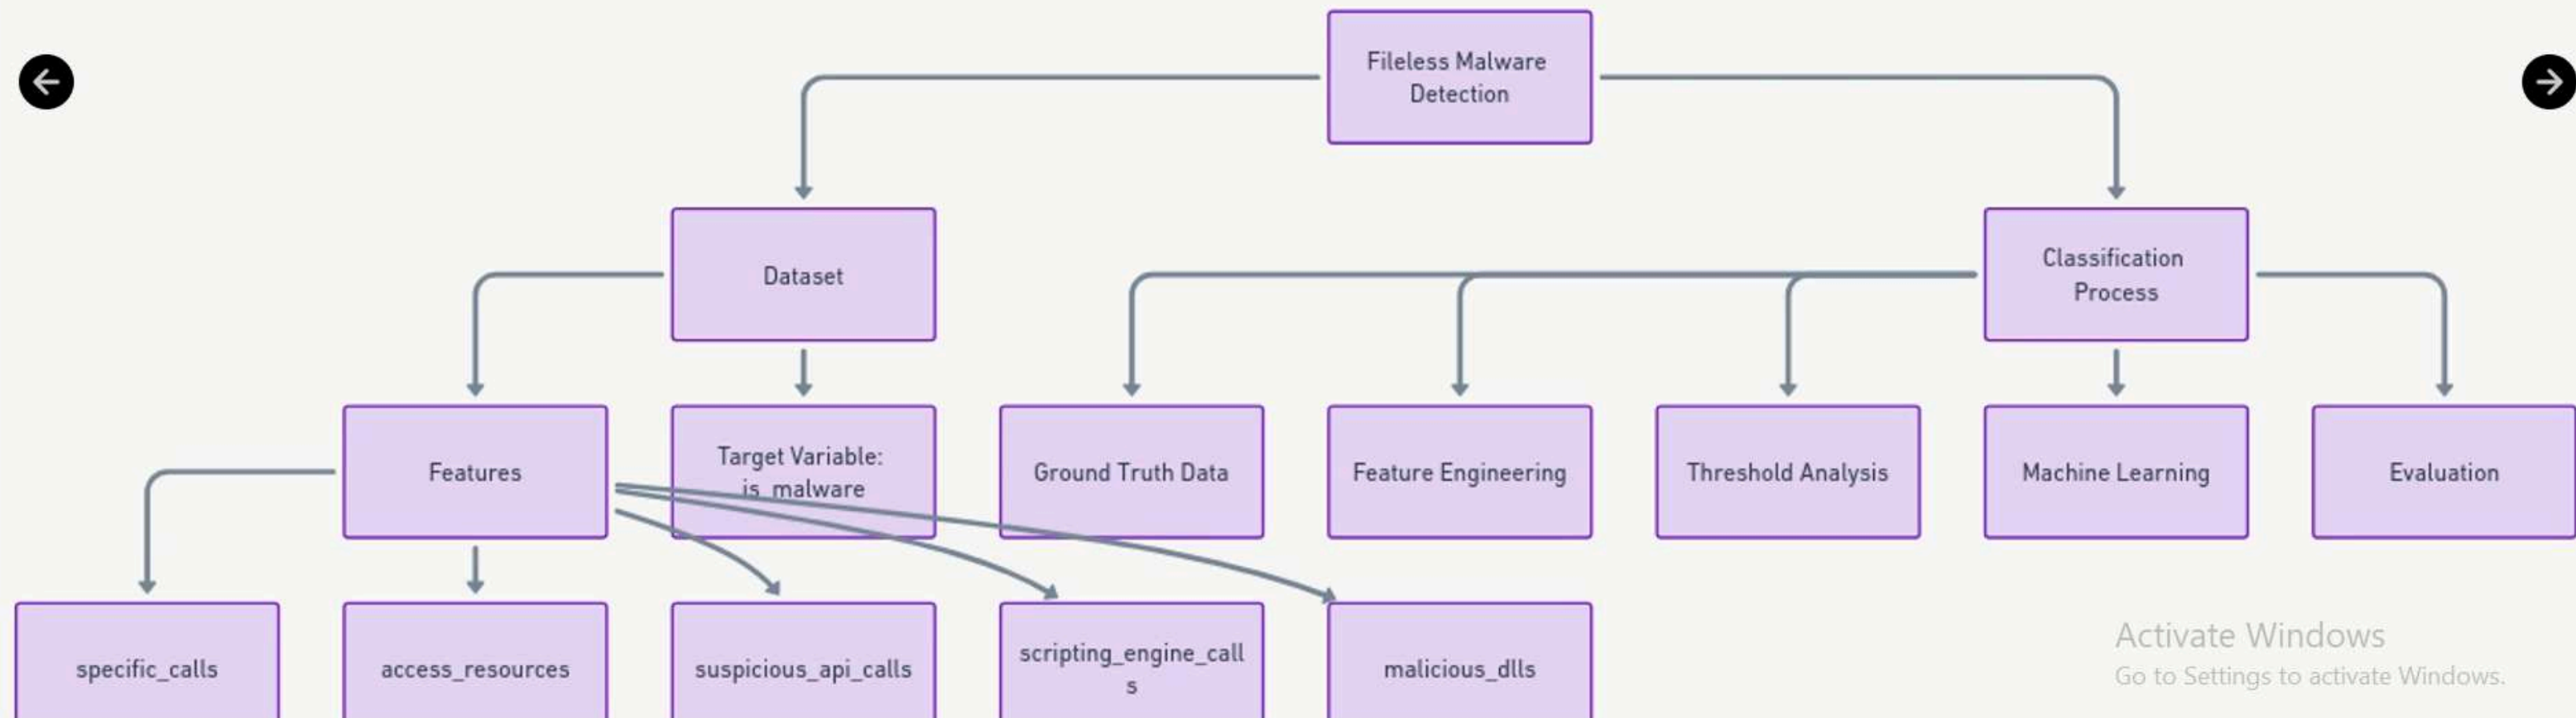 Fileless Malware
Detection
Dataset
Classification
Process
Features
Target Variable:
is_malware
Ground Truth Data
Feature Engineering
Threshold Analysis
Machine Learning
Evaluation
specific_calls
access_resources
suspicious_api_calls
scripting_engine_call
s
malicious_dlls
Activate Windows
Go to Settings to activate Windows.